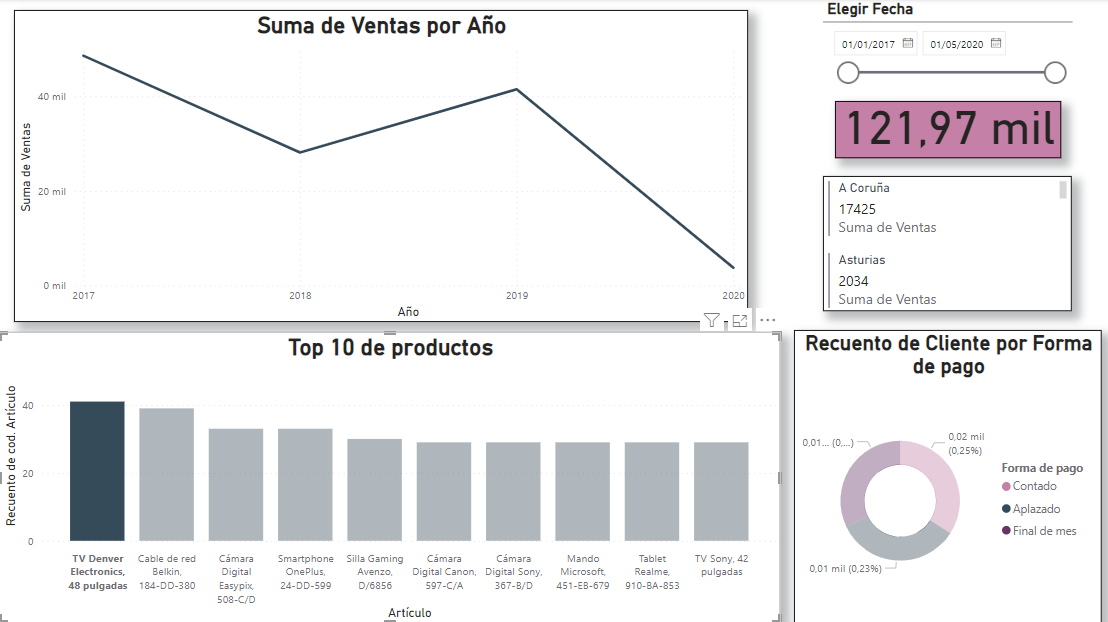 Suma de Ventas por Año
Suma de Ventas
40 mil
20 mil
0 mil
2017
2018
2019
2020
Año
Elegir Fecha
01/01/2017
01/05/2020
121,97 mil
A Coruña
17425
Suma de Ventas
Asturias
2034
Suma de Ventas
Top 10 de productos
Recuento de cod. Artículo
40
20
0
TV Denver
Electronics,
48 pulgadas
Cable de red
Belkin,
184-DD-380
Cámara
Digital
Easypix,
508-C/D
Smartphone
OnePlus,
24-DD-599
Silla Gaming
Avenzo,
D/6856
Cámara
Digital Canon,
597-C/A
Cámara
Digital Sony,
367-B/D
Mando
Microsoft,
451-EB-679
Tablet
Realme,
910-BA-853
TV Sony, 42
pulgadas
Artículo
Recuento de Cliente por Forma
de pago
0,01... (0,...)
0,02 mil
(0,25%)
0,01 mil (0,23%)
Forma de pago
Contado
Aplazado
Final de mes